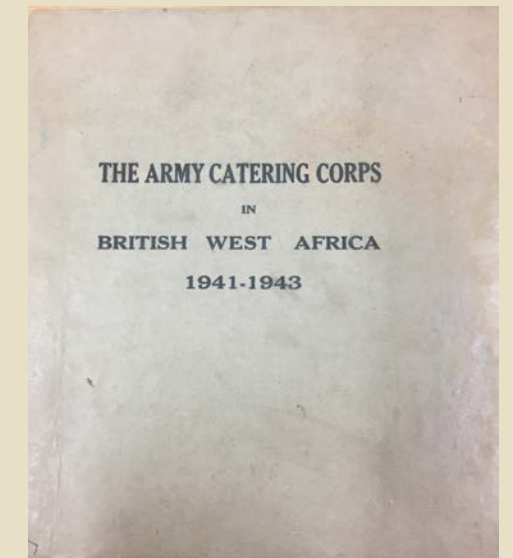 THE ARMY CATERING CORPS
IN
BRITISH WEST AFRICA
1941-1943